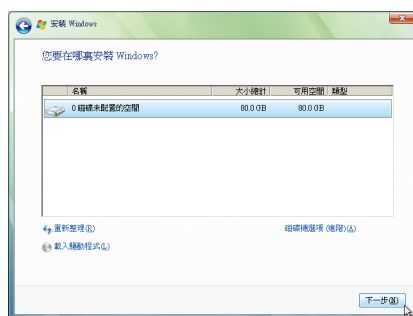 安裝 Windows
您要在哪裏安裝 Windows?
名稱 大小總計 可用空間 類型
0 磁碟未配置的空間 80.0 GB 80.0 GB
重新整理(R) 磁碟機選項 (進階)(A)
載入驅動程式(L)
下一步(N)